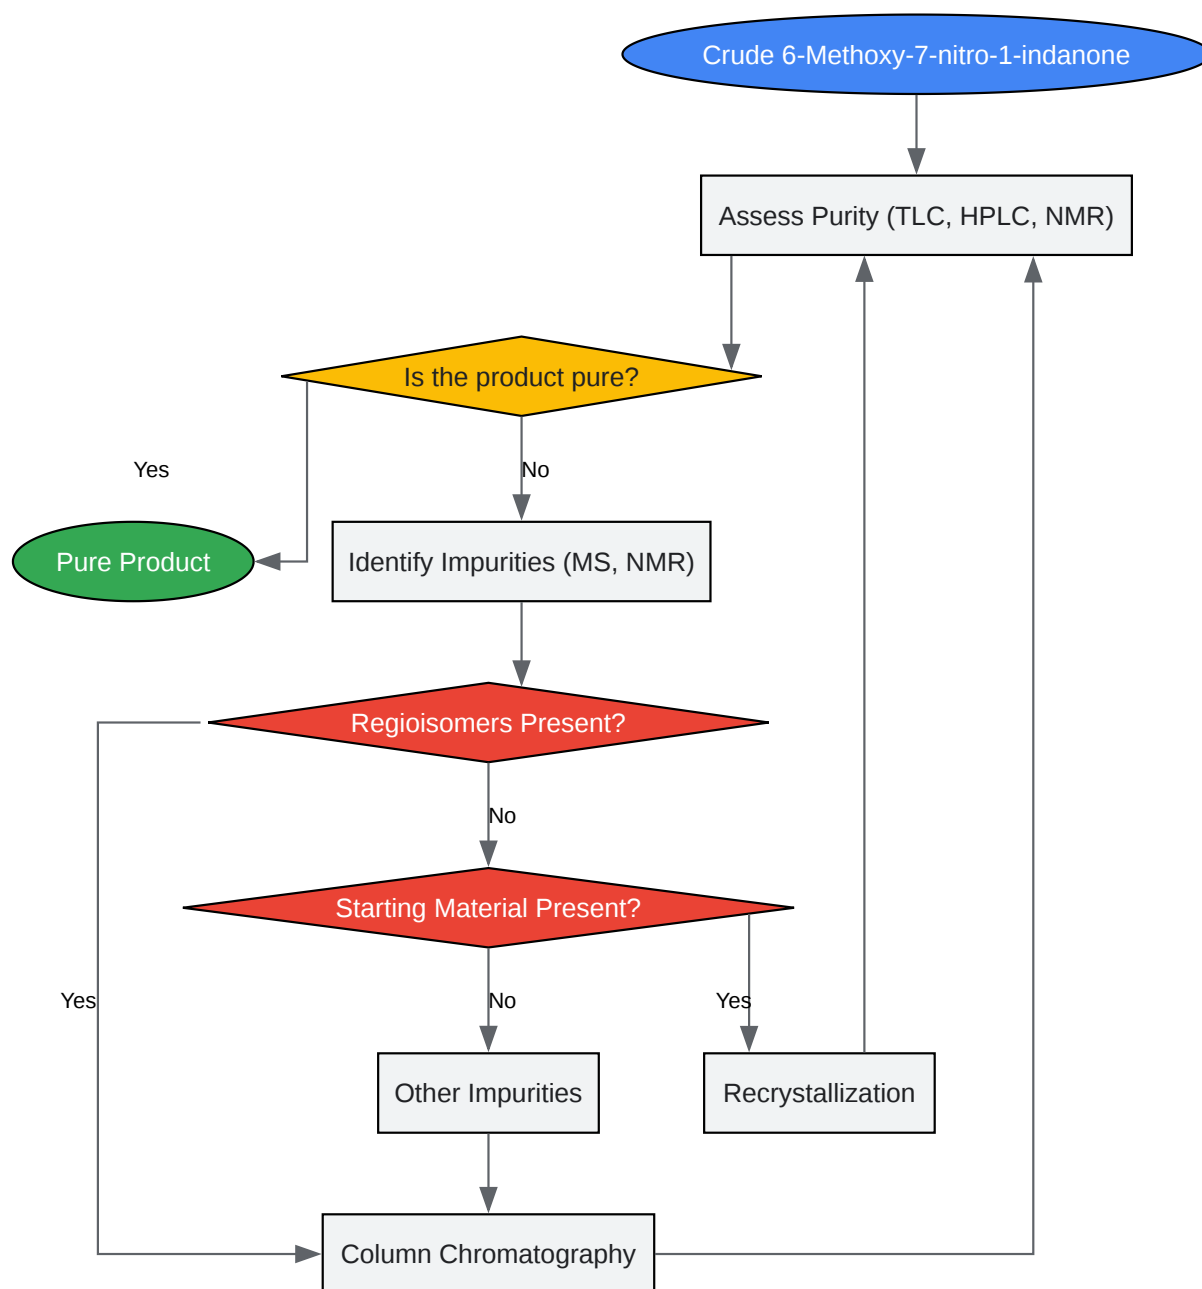 Crude 6-Methoxy-7-nitro-1-indanone
Assess Purity (TLC, HPLC, NMR)
Is the product pure?
Yes
No
Pure Product
Identify Impurities (MS, NMR)
Regioisomers Present?
No
Starting Material Present?
Yes
No
Yes
Other Impurities
Recrystallization
Column Chromatography